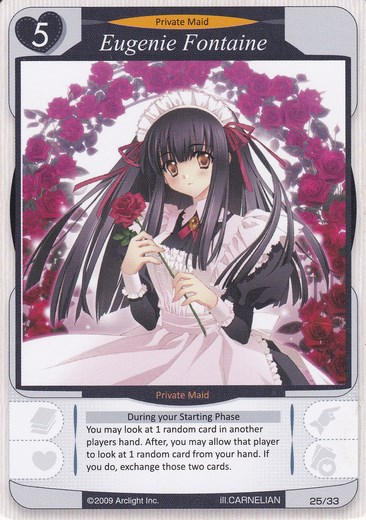 Private Maid
5
Eugenie Fontaine
Private Maid
During your Starting Phase
You may look at 1 random card in another
players hand. After, you may allow that player
to look at 1 random card from your hand. If
you do, exchange those two cards.
©2009 Arclight Inc.
ill.CARNELIAN
25/33